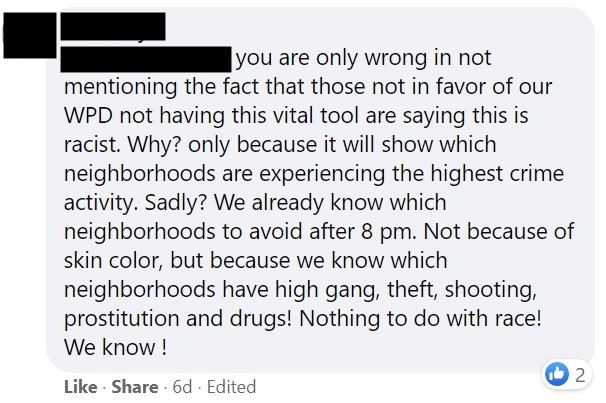 you are only wrong in not
mentioning the fact that those not in favor of our
WPD not having this vital tool are saying this is
racist. Why? only because it will show which
neighborhoods are experiencing the highest crime
activity. Sadly? We already know which
neighborhoods to avoid after 8 pm. Not because of
skin color, but because we know which
neighborhoods have high gang, theft, shooting,
prostitution and drugs! Nothing to do with race!
We know !
2
Like · Share · 6d · Edited